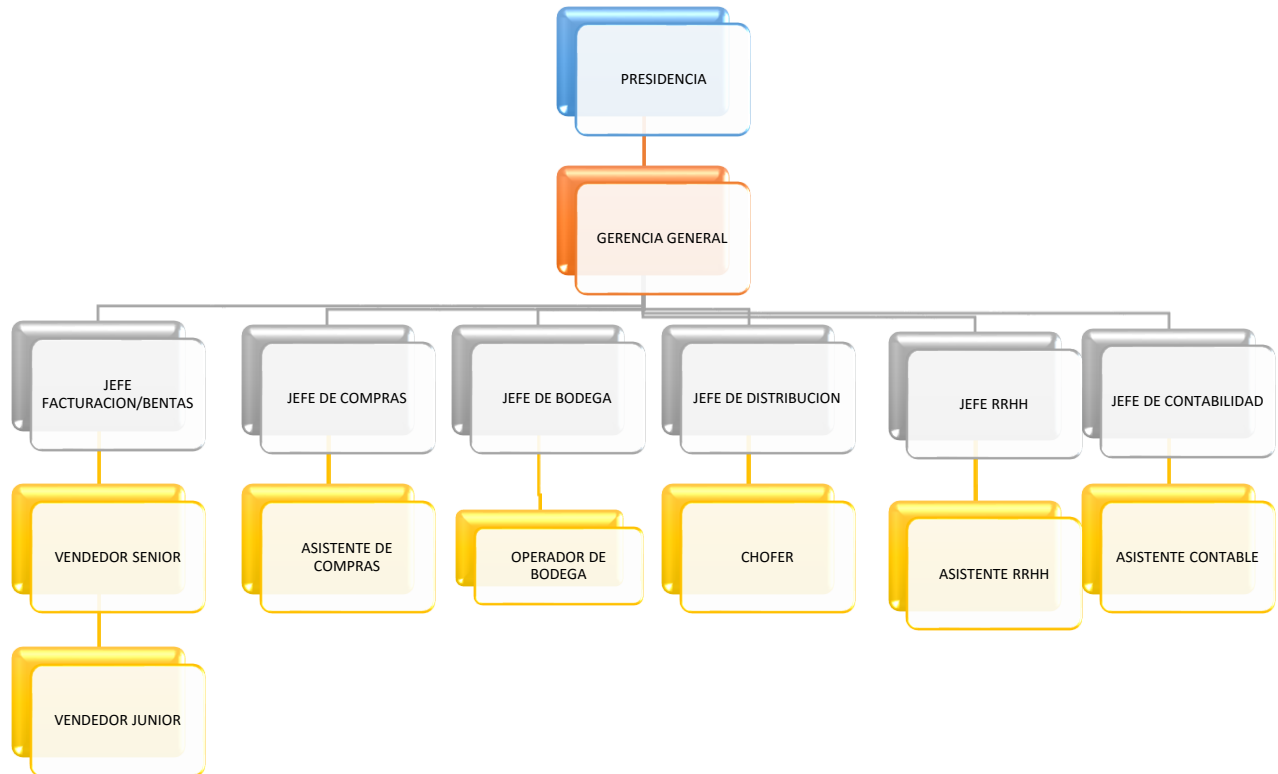 PRESIDENCIA
GERENCIA GENERAL
JEFE
FACTURACION/BENTAS
JEFE DE COMPRAS
JEFE DE BODEGA
JEFE DE DISTRIBUCION
JEFE RRHH
JEFE DE CONTABILIDAD
VENDEDOR SENIOR
ASISTENTE DE
COMPRAS
OPERADOR DE
BODEGA
CHOFER
ASISTENTE RRHH
ASISTENTE CONTABLE
VENDEDOR JUNIOR